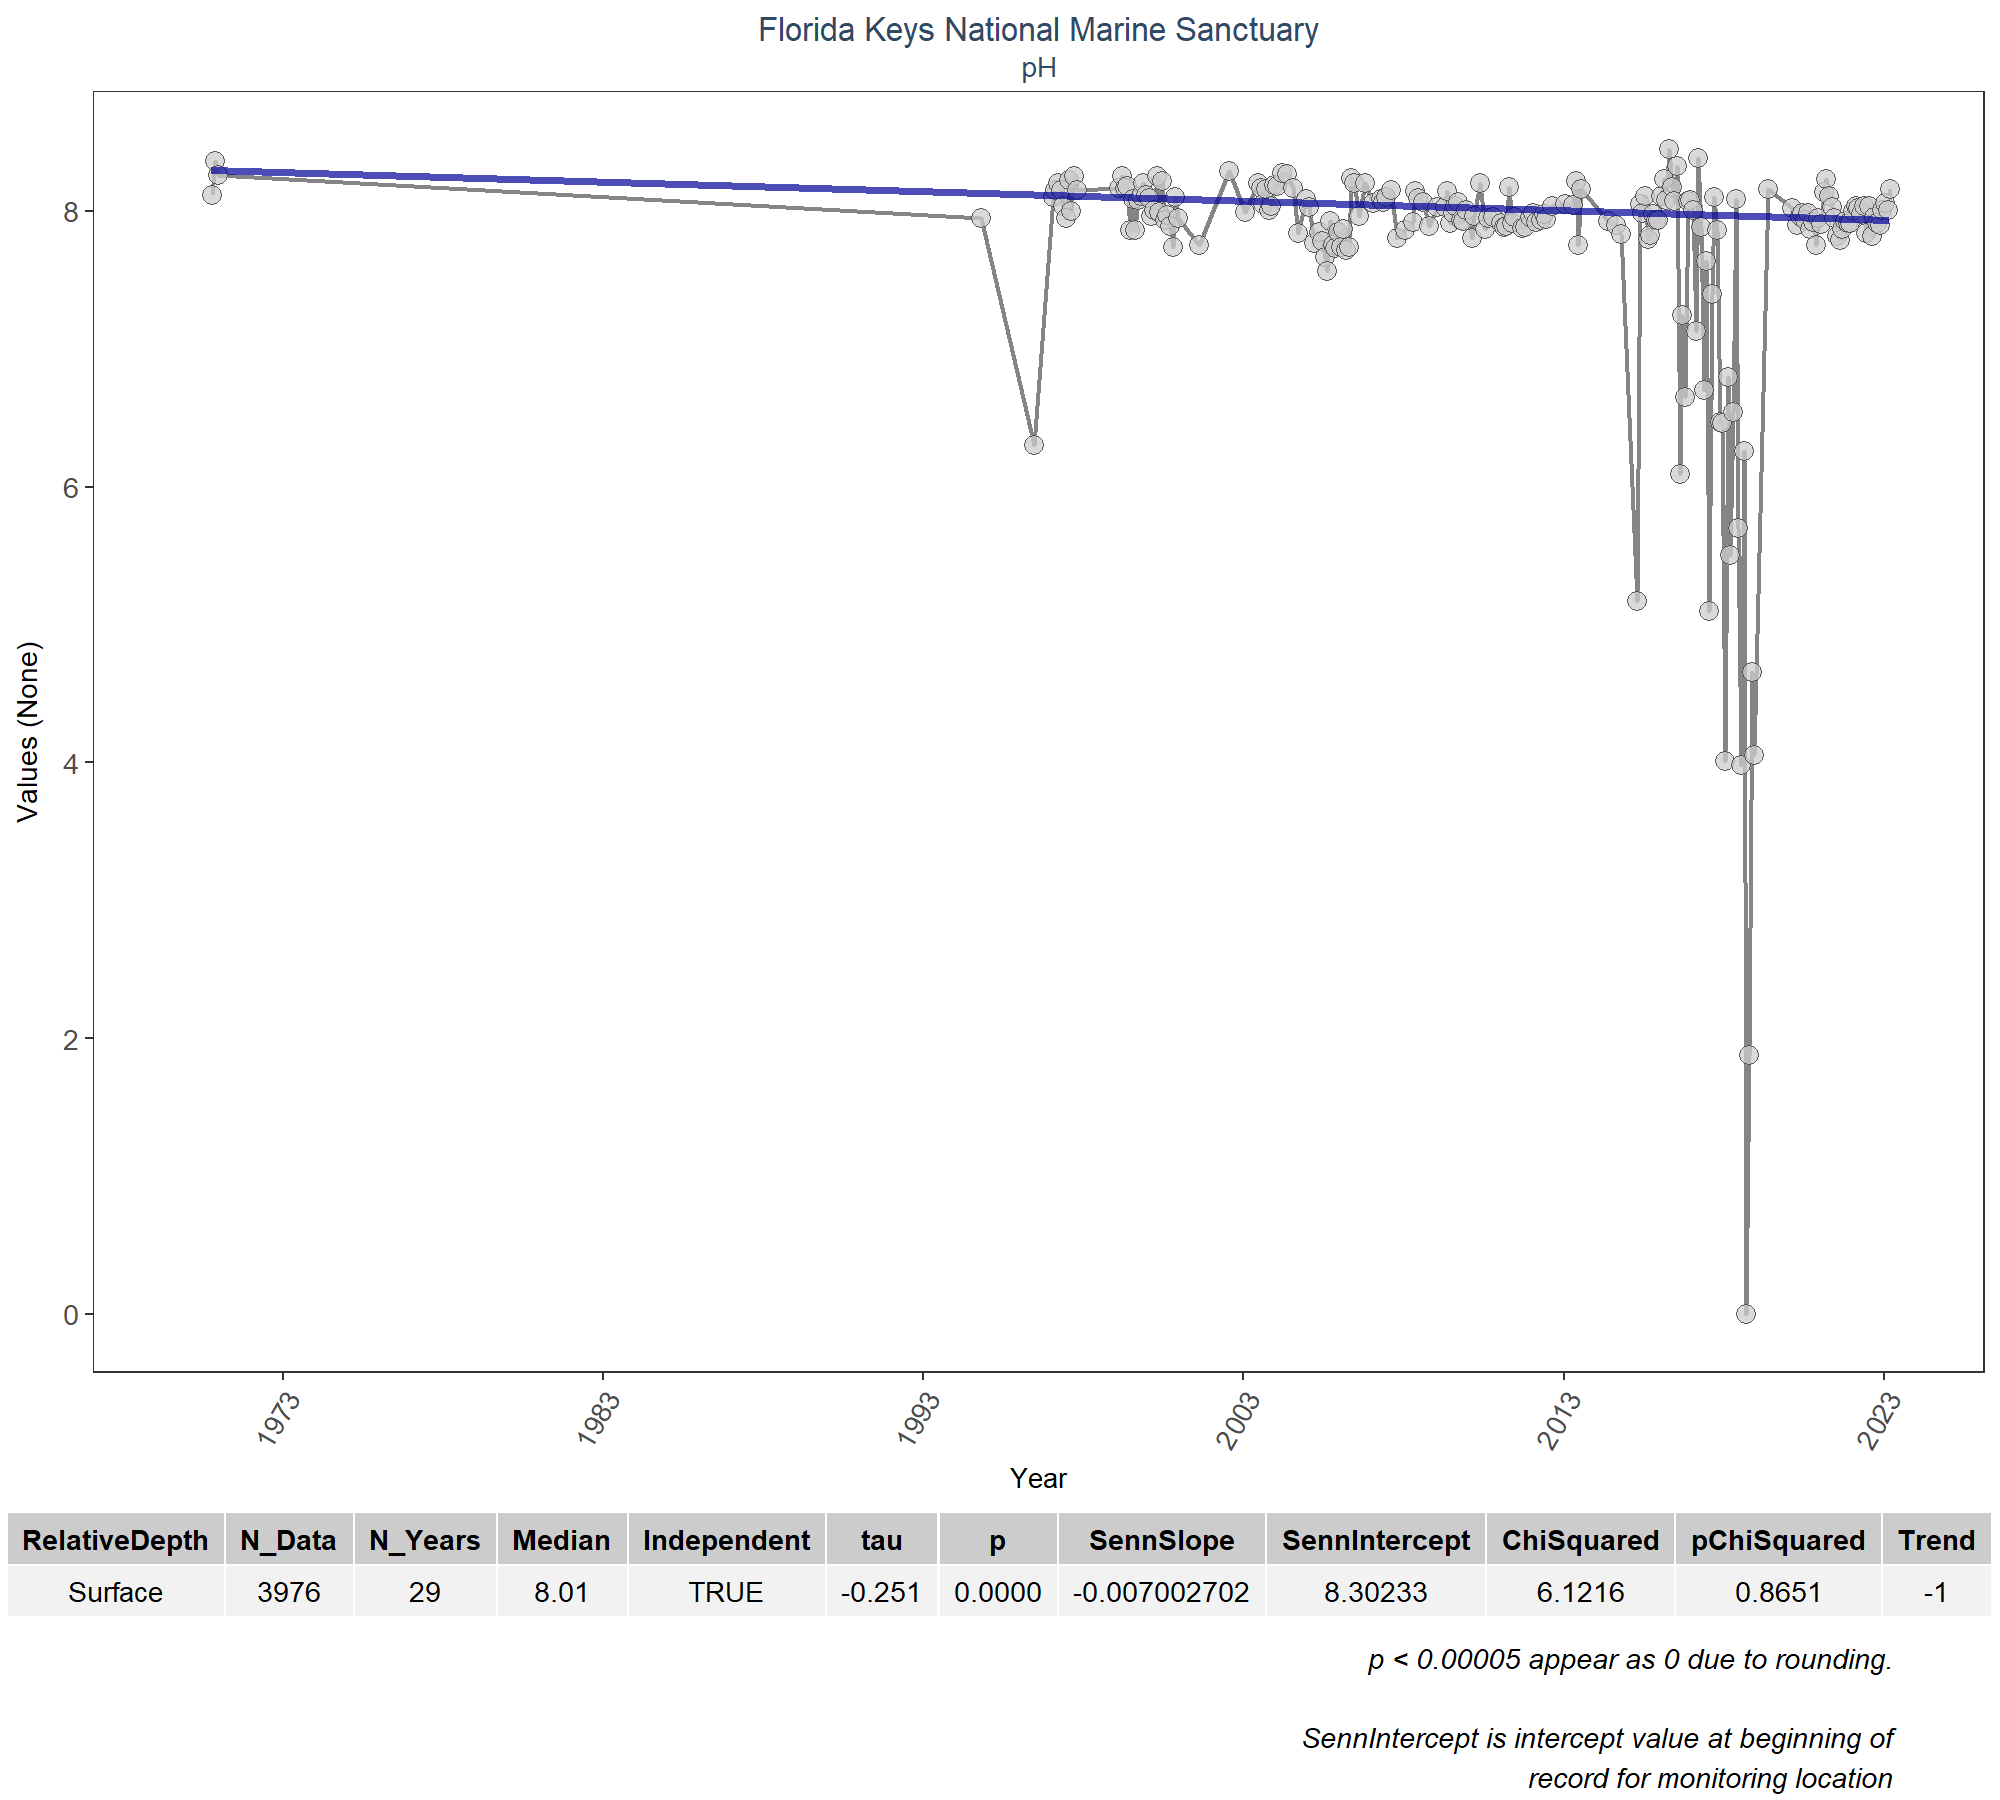 Florida Keys National Marine Sanctuary
pH
Values (None)
8
6
4
2
0
1973 1983 1993 2003 2013 2023
Year
RelativeDepth N_Data N_Years Median Independent tau p SennSlope SennIntercept ChiSquared pChiSquared Trend
Surface 3976 29 8.01 TRUE -0.251 0.0000 -0.007002702 8.30233 6.1216 0.8651 -1
p < 0.00005 appear as 0 due to rounding.
SennIntercept is intercept value at beginning of
record for monitoring location